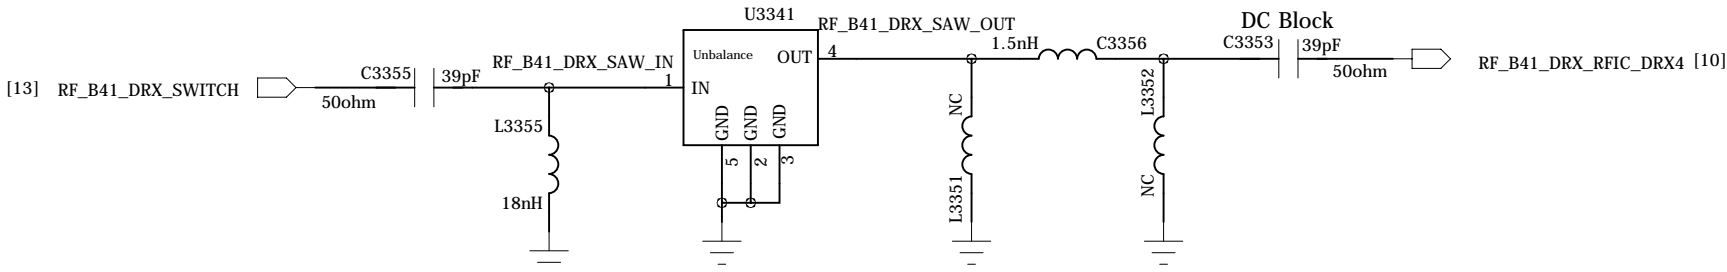 [13] RF_B41_DRX_SWITCH
50ohm
C3355
39pF
RF_B41_DRX_SAW_IN
L3355
18nH
U3341
Unbalance
1
IN
OUT
4
GND
GND
GND
5
2
3
RF_B41_DRX_SAW_OUT
NC
L3351
1.5nH
C3356
L3352
NC
DC Block
C3353
39pF
50ohm
RF_B41_DRX_RFIC_DRX4 [10]